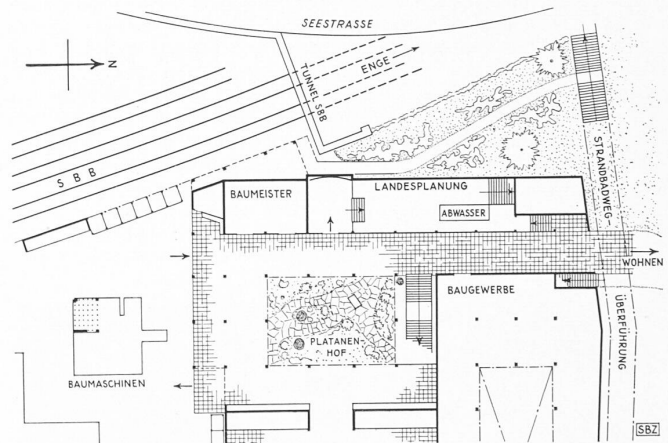 SEESTRASSE
N
ENGE
TUNNEL SBB
SBB
BAUMEISTER
LANDESPLANUNG
ABWASSER
STRANDBADWEG-
ÜBERFÜHRUNG
WOHNEN
BAUGEWERBE
PLATANEN-
HOF
BAUMASCHINEN
SBZ